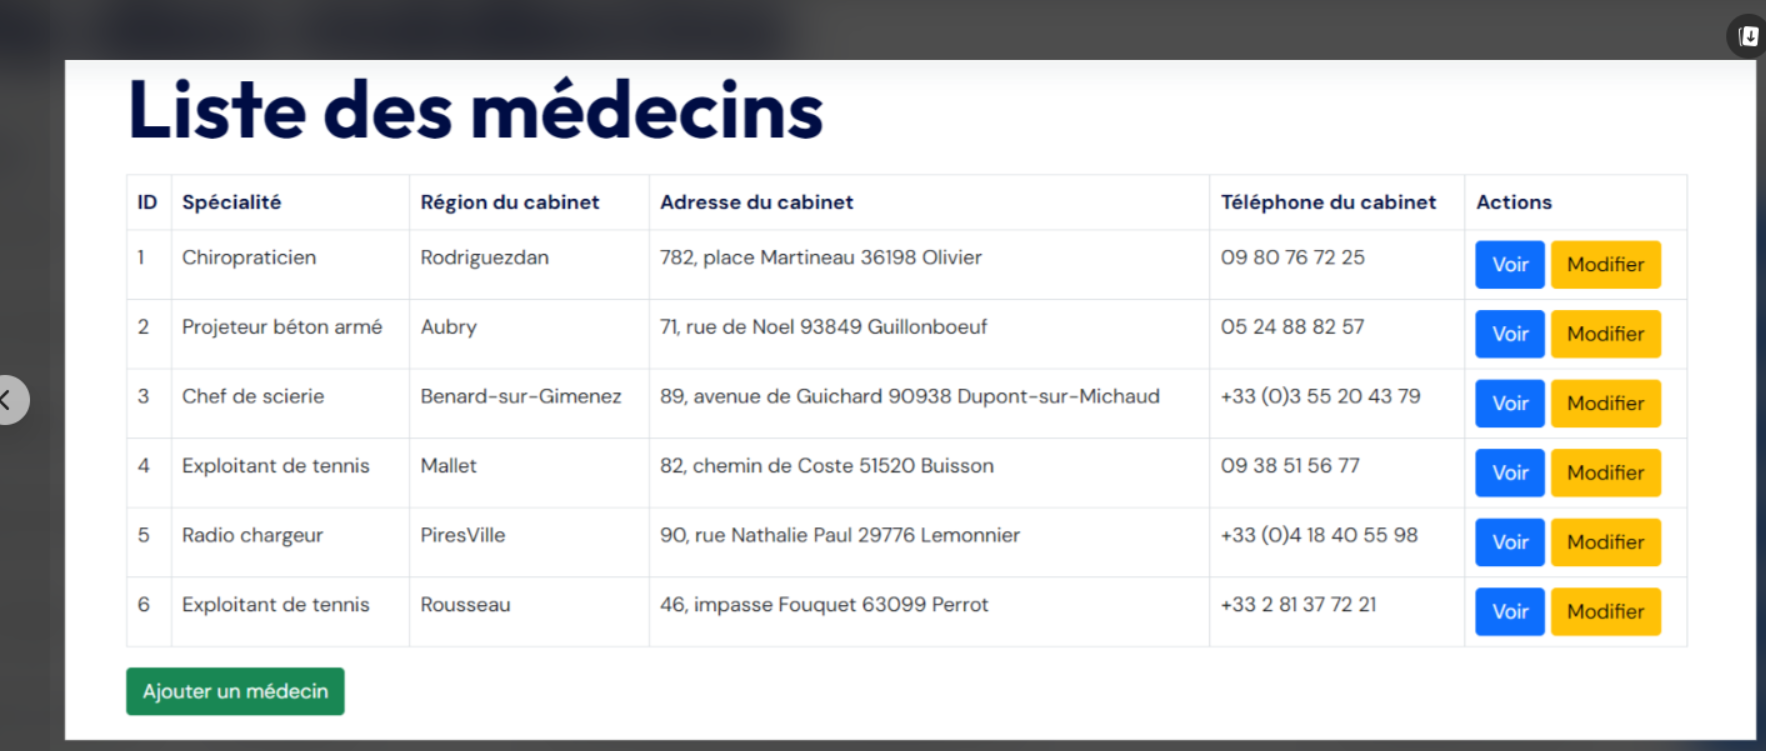 Liste des médecins
ID Spécialité Région du cabinet Adresse du cabinet Téléphone du cabinet Actions
1 Chiropraticien Rodriguezdan 782, place Martineau 36198 Olivier 09 80 76 72 25 Voir Modifier
2 Projeteur béton armé Aubry 71, rue de Noel 93849 Guillonboeuf 05 24 88 82 57 Voir Modifier
3 Chef de scierie Benard-sur-Gimenez 89, avenue de Guichard 90938 Dupont-sur-Michaud +33 (0)3 55 20 43 79 Voir Modifier
4 Exploitant de tennis Mallet 82, chemin de Coste 51520 Buisson 09 38 51 56 77 Voir Modifier
5 Radio chargeur PiresVille 90, rue Nathalie Paul 29776 Lemonnier +33 (0)4 18 40 55 98 Voir Modifier
6 Exploitant de tennis Rousseau 46, impasse Fouquet 63099 Perrot +33 2 81 37 72 21 Voir Modifier
Ajouter un médecin